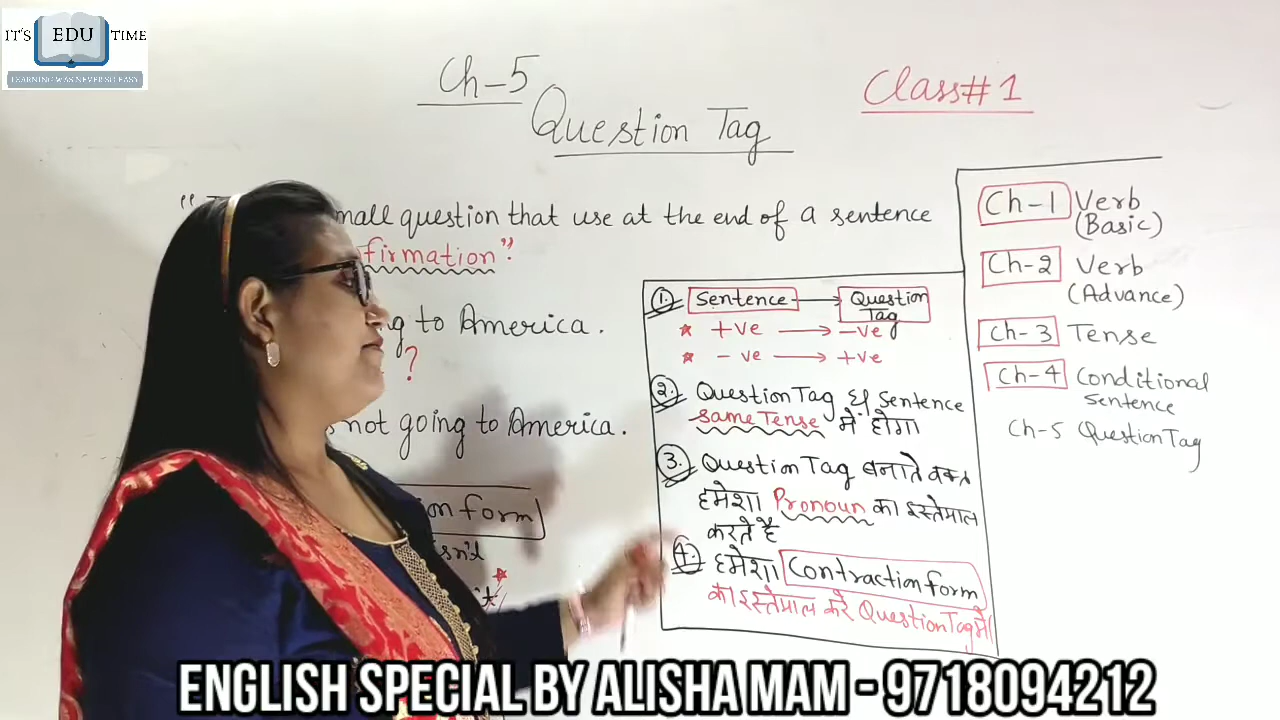 IT'S EDU TIME
LEARNING WAS NEVER SO EASY
Ch-5
Question Tag
Class#1
mall question that use at the end of a sentence
firmation"
ng to America.
?
not going to America.
on form
isn't
1. Sentence → Question Tag
* +ve → -ve
* -ve → +ve
2. Question Tag & Sentence
same Tense में होगा
3. Question Tag बनाते वक्त
हमेशा Pronoun का इस्तेमाल
करते है
4. हमेशा Contraction form
का इस्तेमाल करे Question Tag में
Ch-1 Verb
(Basic)
Ch-2 Verb
(Advance)
Ch-3 Tense
Ch-4 Conditional
Sentence
Ch-5 Question Tag
ENGLISH SPECIAL BY ALISHA MAM - 9718094212